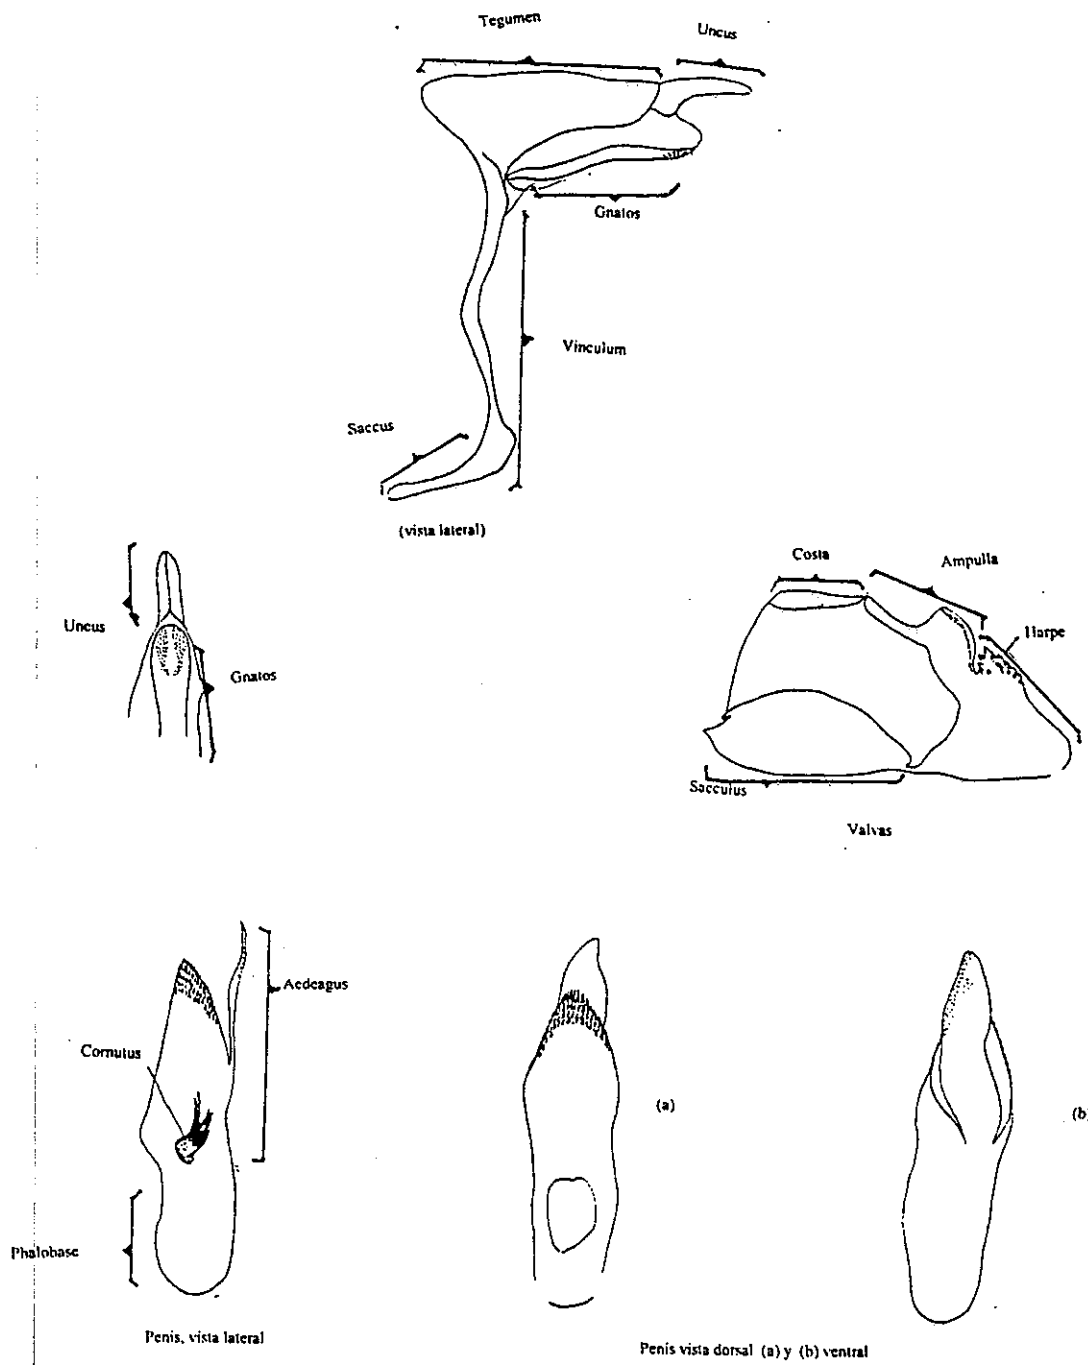 Tegumen
Uncus
Gnatos
Vinculum
Saccus
(vista lateral)
Uncus
Gnatos
Costa
Ampulla
Harpe
Sacculus
Valvas
Aedeagus
Cornutus
Phalobase
Penis, vista lateral
(a)
(b)
Penis vista dorsal (a) y (b) ventral